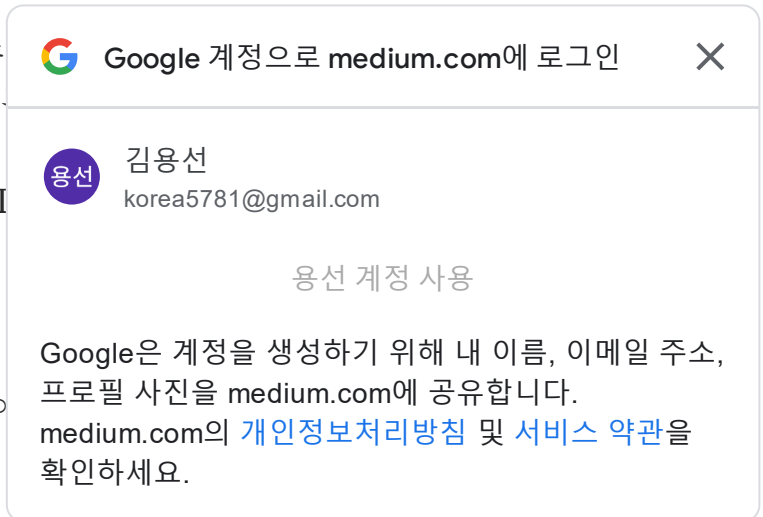 Google 계정으로 medium.com에 로그인
용선
김용선
korea5781@gmail.com
용선 계정 사용
Google은 계정을 생성하기 위해 내 이름, 이메일 주소,
프로필 사진을 medium.com에 공유합니다.
medium.com의 개인정보처리방침 및 서비스 약관을
확인하세요.